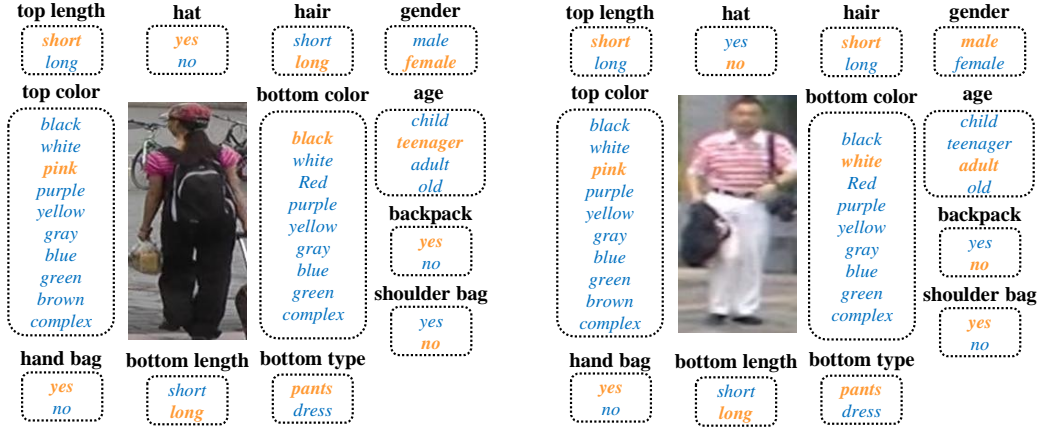 top length
short
long
hat
yes
no
hair
short
long
gender
male
female
top color
black
white
pink
purple
yellow
gray
blue
green
brown
complex
bottom color
black
white
Red
purple
yellow
gray
blue
green
complex
age
child
teenager
adult
old
backpack
yes
no
shoulder bag
yes
no
hand bag
yes
no
bottom length
short
long
bottom type
pants
dress
top length
short
long
hat
yes
no
hair
short
long
gender
male
female
top color
black
white
pink
purple
yellow
gray
blue
green
brown
complex
bottom color
black
white
Red
purple
yellow
gray
blue
green
complex
age
child
teenager
adult
old
backpack
yes
no
shoulder bag
yes
no
hand bag
yes
no
bottom length
short
long
bottom type
pants
dress